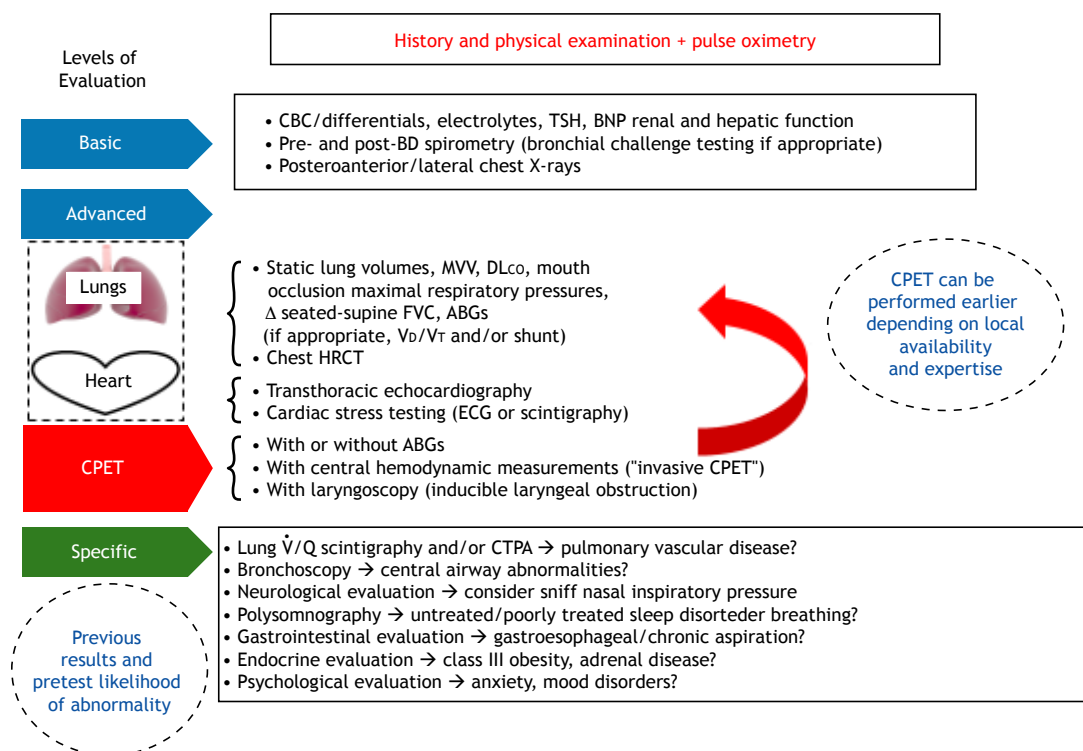 History and physical examination + pulse oximetry
Levels of
Evaluation
Basic
• CBC/differentials, electrolytes, TSH, BNP renal and hepatic function
• Pre- and post-BD spirometry (bronchial challenge testing if appropriate)
• Posteroanterior/lateral chest X-rays
Advanced
Lungs
• Static lung volumes, MVV, DLCO, mouth
occlusion maximal respiratory pressures,
Δ seated-supine FVC, ABGs
(if appropriate, VD/VT and/or shunt)
• Chest HRCT
Heart
• Transthoracic echocardiography
• Cardiac stress testing (ECG or scintigraphy)
CPET can be
performed earlier
depending on local
availability
and expertise
CPET
• With or without ABGs
• With central hemodynamic measurements ("invasive CPET")
• With laryngoscopy (inducible laryngeal obstruction)
Specific
• Lung V̇/Q scintigraphy and/or CTPA → pulmonary vascular disease?
• Bronchoscopy → central airway abnormalities?
• Neurological evaluation → consider sniff nasal inspiratory pressure
• Polysomnography → untreated/poorly treated sleep disorteder breathing?
• Gastrointestinal evaluation → gastroesophageal/chronic aspiration?
• Endocrine evaluation → class III obesity, adrenal disease?
• Psychological evaluation → anxiety, mood disorders?
Previous
results and
pretest likelihood
of abnormality